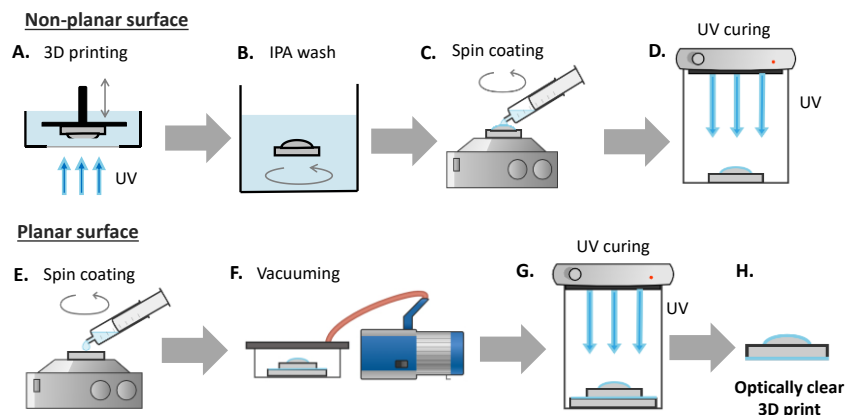 Non-planar surface
A. 3D printing
B. IPA wash
C. Spin coating
D. UV curing
UV
UV
Planar surface
E. Spin coating
F. Vacuuming
G. UV curing
H.
UV
Optically clear
3D print